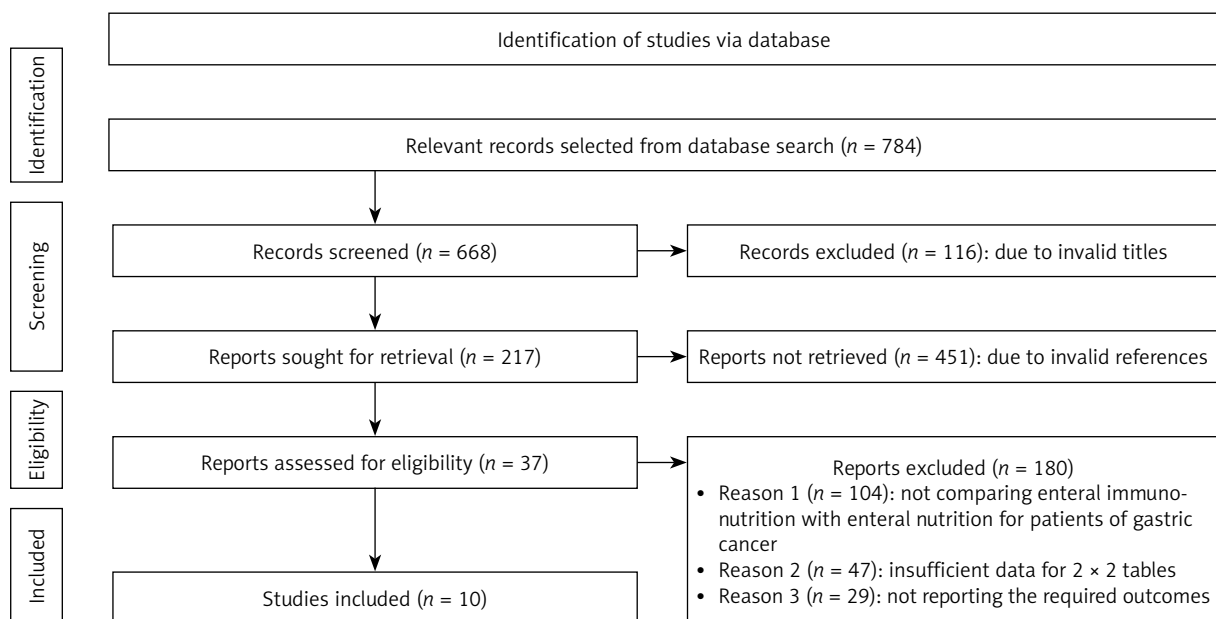 Identification
Identification of studies via database
Relevant records selected from database search (n = 784)
Screening
Records screened (n = 668)
Records excluded (n = 116): due to invalid titles
Reports sought for retrieval (n = 217)
Reports not retrieved (n = 451): due to invalid references
Eligibility
Reports assessed for eligibility (n = 37)
Reports excluded (n = 180)
• Reason 1 (n = 104): not comparing enteral immuno-
nutrition with enteral nutrition for patients of gastric
cancer
• Reason 2 (n = 47): insufficient data for 2 × 2 tables
• Reason 3 (n = 29): not reporting the required outcomes
Included
Studies included (n = 10)